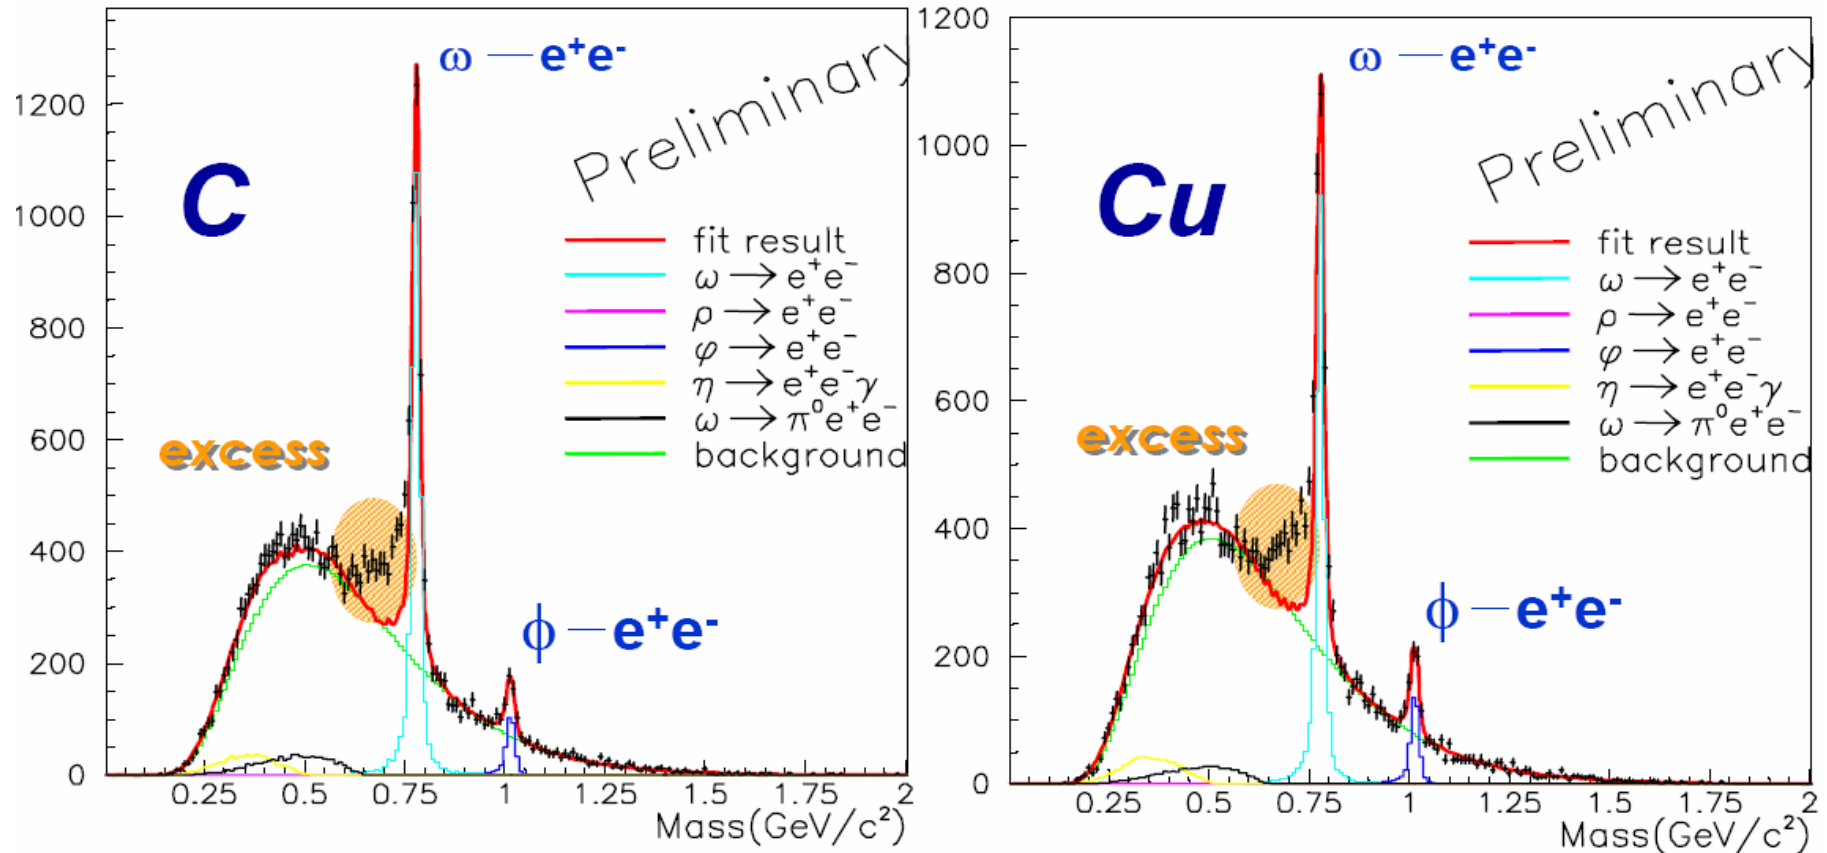 ω — e⁺e⁻
Preliminary
C
fit result
ω → e⁺e⁻
ρ → e⁺e⁻
φ → e⁺e⁻
η → e⁺e⁻γ
ω → π⁰e⁺e⁻
background
excess
ϕ — e⁺e⁻
1200
1000
800
600
400
200
0
0.25 0.5 0.75 1 1.25 1.5 1.75 2
Mass(GeV/c²)
ω — e⁺e⁻
Preliminary
Cu
fit result
ω → e⁺e⁻
ρ → e⁺e⁻
φ → e⁺e⁻
η → e⁺e⁻γ
ω → π⁰e⁺e⁻
background
excess
ϕ — e⁺e⁻
1200
1000
800
600
400
200
0
0.25 0.5 0.75 1 1.25 1.5 1.75 2
Mass(GeV/c²)